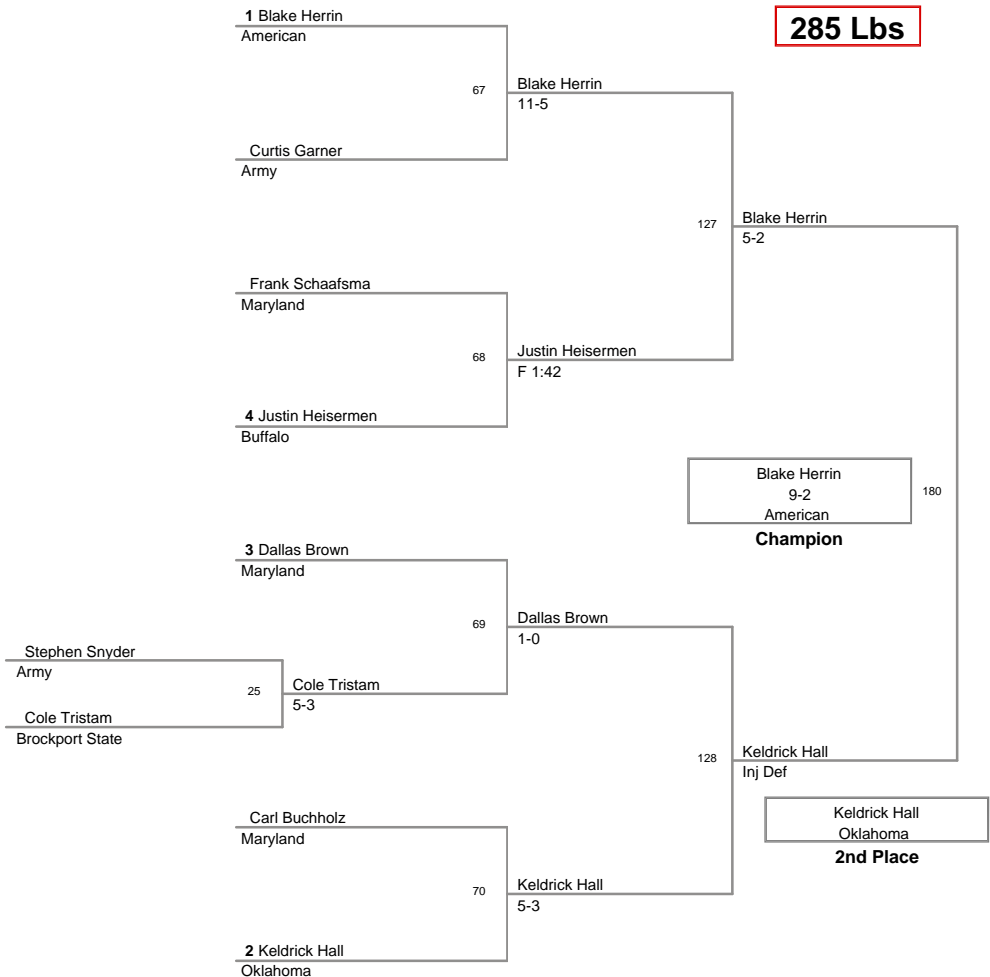 1 Blake Herrin
285 Lbs
American
67
Blake Herrin
11-5
Curtis Garner
Army
127
Blake Herrin
5-2
Frank Schaafsma
Maryland
68
Justin Heisermen
F 1:42
4 Justin Heisermen
Buffalo
Blake Herrin
9-2
American
180
Champion
3 Dallas Brown
Maryland
69
Dallas Brown
1-0
Stephen Snyder
Army
25
Cole Tristam
5-3
Cole Tristam
Brockport State
128
Keldrick Hall
Inj Def
Carl Buchholz
Maryland
Keldrick Hall
Oklahoma
2nd Place
70
Keldrick Hall
5-3
2 Keldrick Hall
Oklahoma